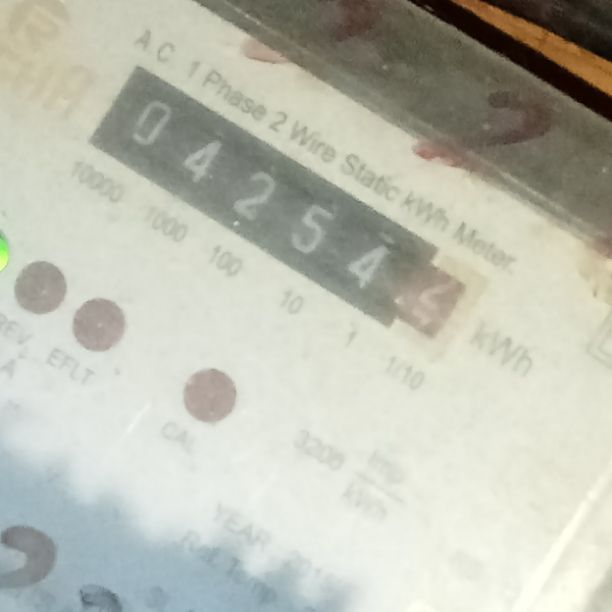 A.C. 1 Phase 2 Wire Static kWh Meter.
0 4 2 5 4 2
10000 1000 100 10 1 1/10
kWh
REV EFLT
A
CAL
3200 imp
kWh
YEAR